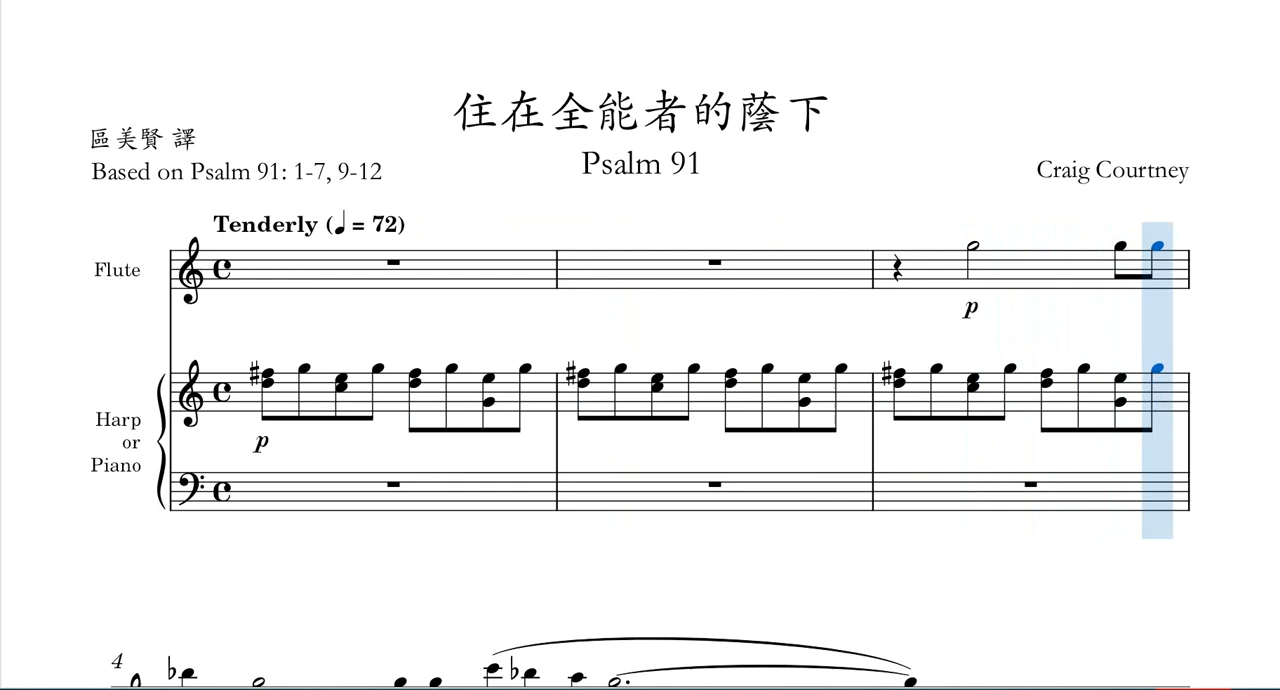 住在全能者的蔭下
區美賢 譯
Psalm 91
Based on Psalm 91: 1-7, 9-12
Craig Courtney
Tenderly (♩ = 72)
Flute
p
Harp
or
Piano
p
4